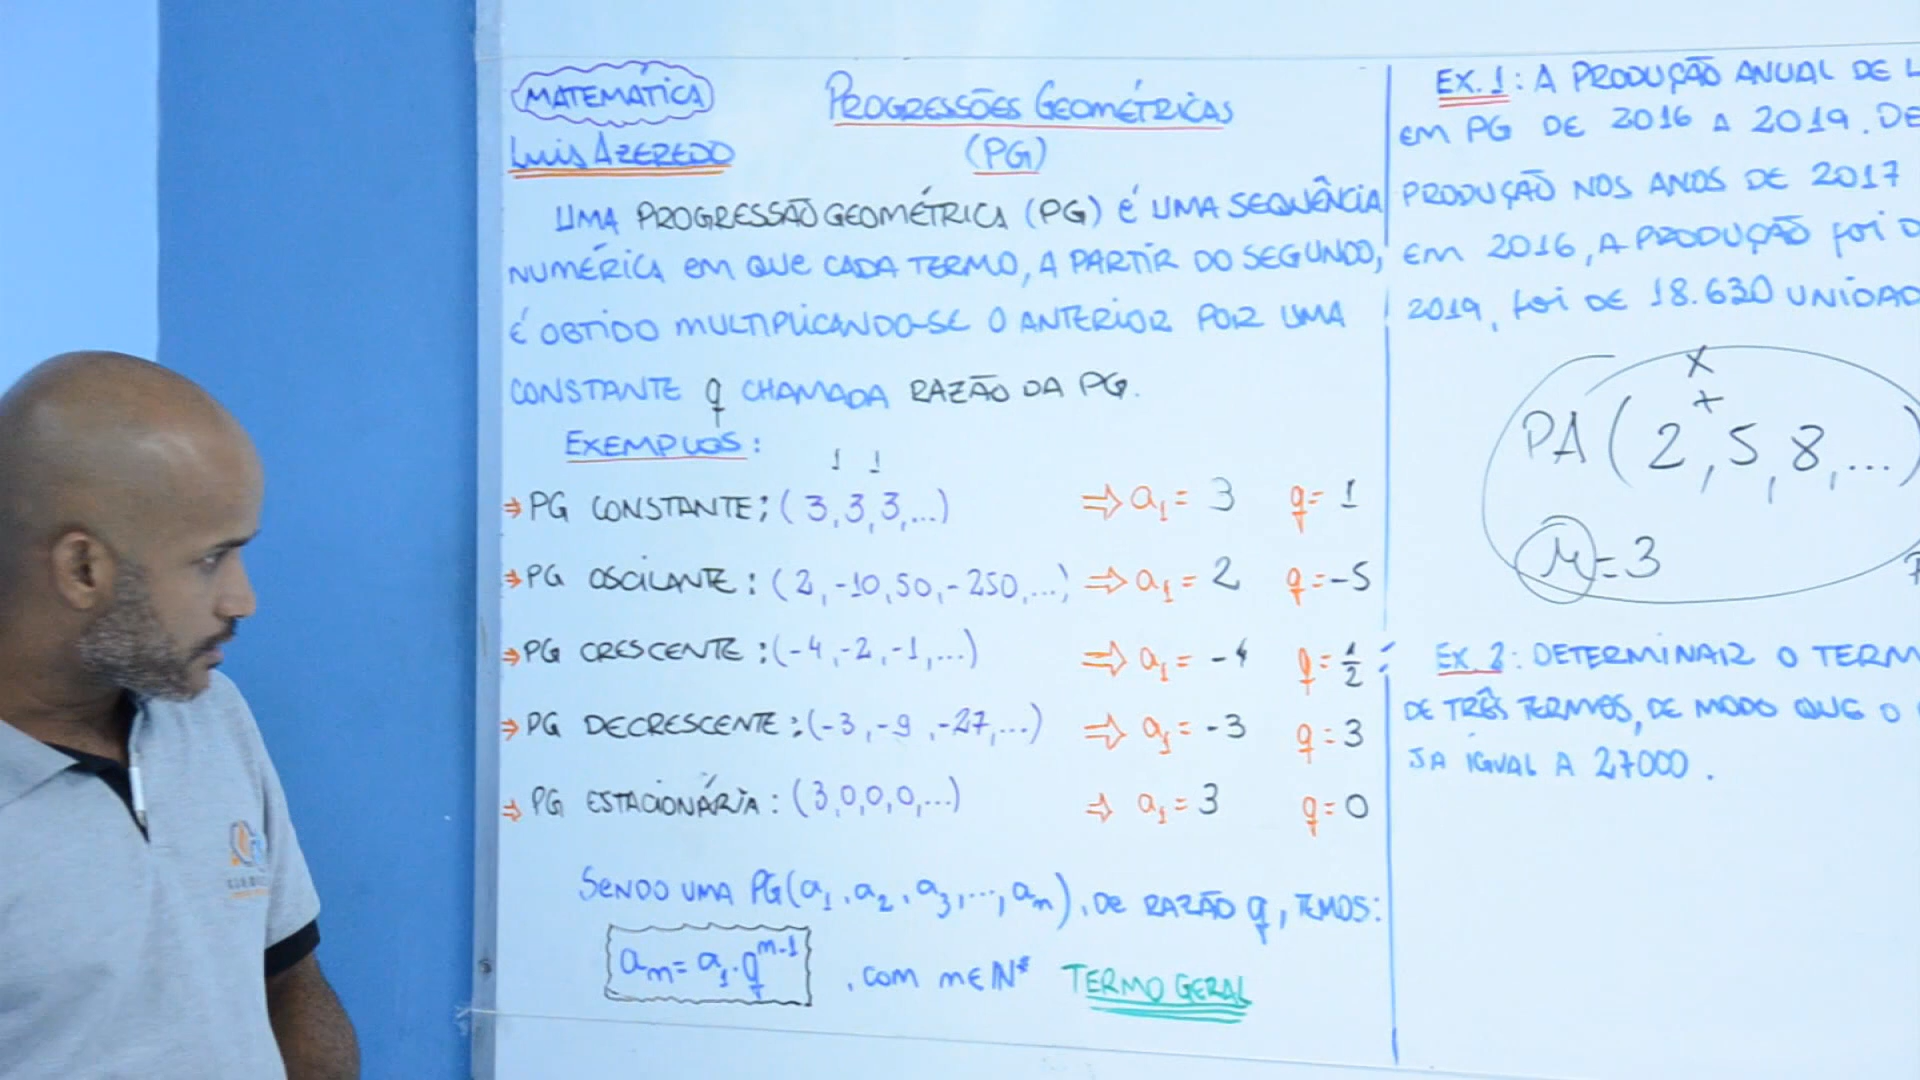 MATEMÁTICA
LUIS AZEREDO
PROGRESSÕES GEOMÉTRICAS
(PG)
UMA PROGRESSÃO GEOMÉTRICA (PG) É UMA SEQUÊNCIA
NUMÉRICA EM QUE CADA TERMO, A PARTIR DO SEGUNDO,
É OBTIDO MULTIPLICANDO-SE O ANTERIOR POR UMA
CONSTANTE q CHAMADA RAZÃO DA PG.
EXEMPLOS:
1 1
⇒ PG CONSTANTE: (3,3,3,...) ⇒ a₁ = 3 q = 1
⇒ PG OSCILANTE: (2,-10,50,-250,...) ⇒ a₁ = 2 q = -5
⇒ PG CRESCENTE: (-4,-2,-1,...) ⇒ a₁ = -4 q = 1/2
⇒ PG DECRESCENTE: (-3,-9,-27,...) ⇒ a₁ = -3 q = 3
⇒ PG ESTACIONÁRIA: (3,0,0,0,...) ⇒ a₁ = 3 q = 0
SENDO UMA PG(a₁, a₂, a₃, ..., aₙ), DE RAZÃO q, TEMOS:
aₙ = a₁ . qⁿ⁻¹ , COM n ∈ ℕ* TERMO GERAL
EX. 1: A PRODUÇÃO ANUAL DE
EM PG DE 2016 A 2019. DE
PRODUÇÃO NOS ANOS DE 2017
EM 2016, A PRODUÇÃO FOI D
2019, FOI DE 18.630 UNIDAD
x
+
PA (2,5,8,...)
r = 3
EX. 2: DETERMINAR O TERM
DE TRÊS TERMOS, DE MODO QUE O
JA IGUAL A 27000.